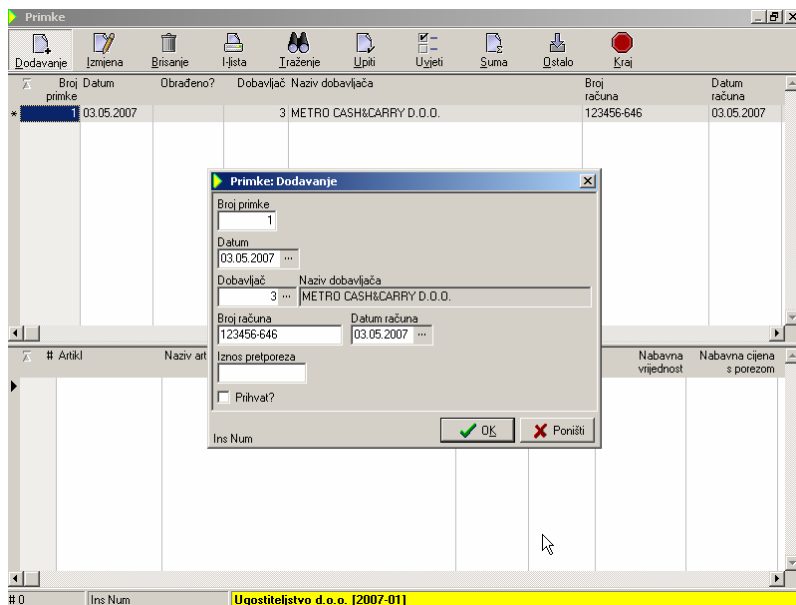 Primke
Dodavanje Izmjena Brisanje I-lista Traženje Upiti Uvjeti Suma Ostalo Kraj
Broj primke Datum Obrađeno? Dobavljač Naziv dobavljača Broj računa Datum računa
* 1 03.05.2007 3 METRO CASH&CARRY D.O.O. 123456-646 03.05.2007
Primke: Dodavanje
Broj primke
1
Datum
03.05.2007 ...
Dobavljač Naziv dobavljača
3 ... METRO CASH&CARRY D.O.O.
Broj računa Datum računa
123456-646 03.05.2007 ...
Iznos pretporeza
Prihvat?
Ins Num OK Poništi
# Artikl Naziv art Nabavna vrijednost Nabavna cijena s porezom
# 0 Ins Num Ugostiteljstvo d.o.o. [2007-01]